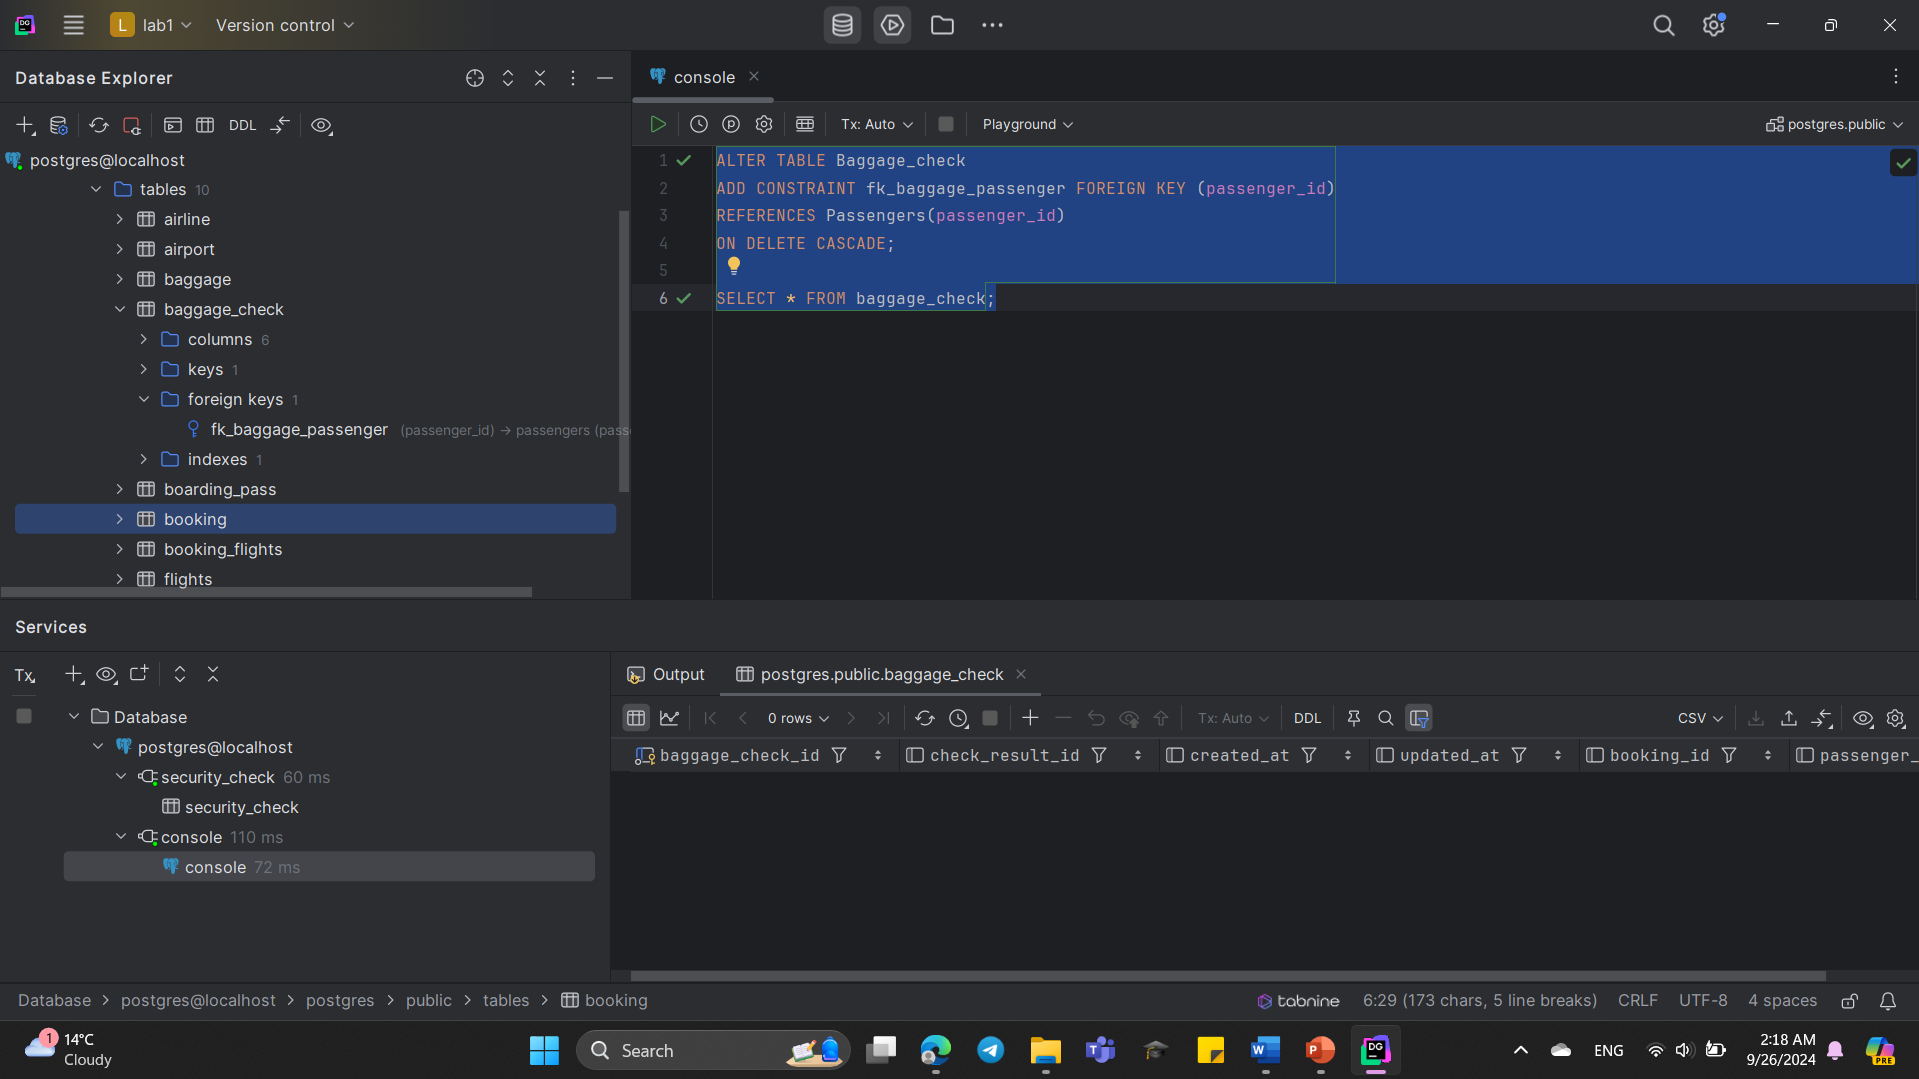 L lab1 Version control
Database Explorer
console
DDL
Tx: Auto Playground postgres.public
postgres@localhost
tables 10
airline
airport
baggage
baggage_check
columns 6
keys 1
foreign keys 1
fk_baggage_passenger (passenger_id) → passengers (pass
indexes 1
boarding_pass
booking
booking_flights
flights
1 ALTER TABLE Baggage_check
2 ADD CONSTRAINT fk_baggage_passenger FOREIGN KEY (passenger_id)
3 REFERENCES Passengers(passenger_id)
4 ON DELETE CASCADE;
5
6 SELECT * FROM baggage_check;
Services
Tx
Database
postgres@localhost
security_check 60 ms
security_check
console 110 ms
console 72 ms
Output postgres.public.baggage_check
0 rows Tx: Auto DDL CSV
baggage_check_id check_result_id created_at updated_at booking_id passenger_
Database > postgres@localhost > postgres > public > tables > booking
tabnine 6:29 (173 chars, 5 line breaks) CRLF UTF-8 4 spaces
1 14°C
Cloudy
Search
ENG
2:18 AM
9/26/2024
PRE